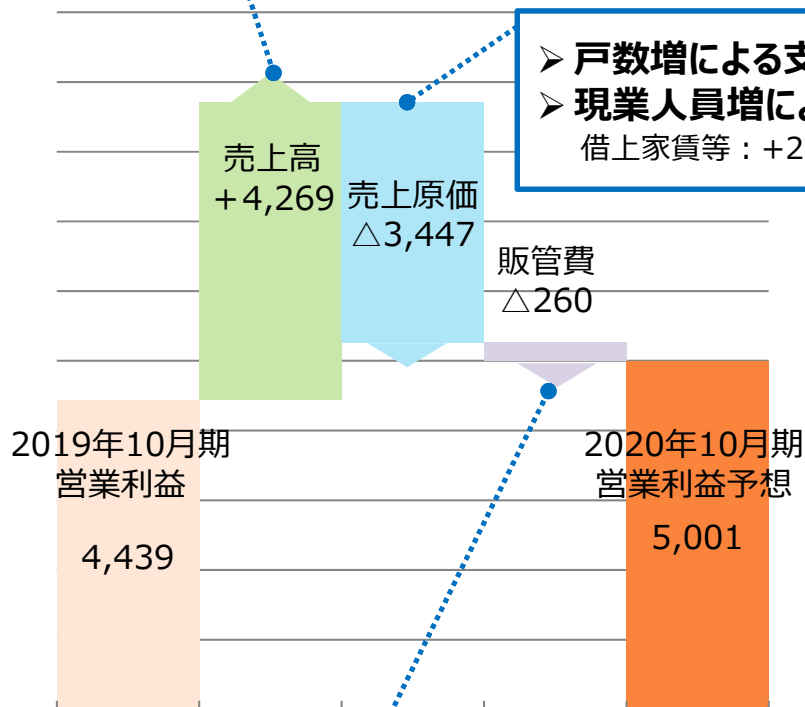 ➢ 戸数増による
➢ 現業人員増に
借上家賃等：+2
売上高
＋4,269
売上原価
△3,447
販管費
△260
2019年10月期
営業利益
4,439
2020年10月期
営業利益予想
5,001